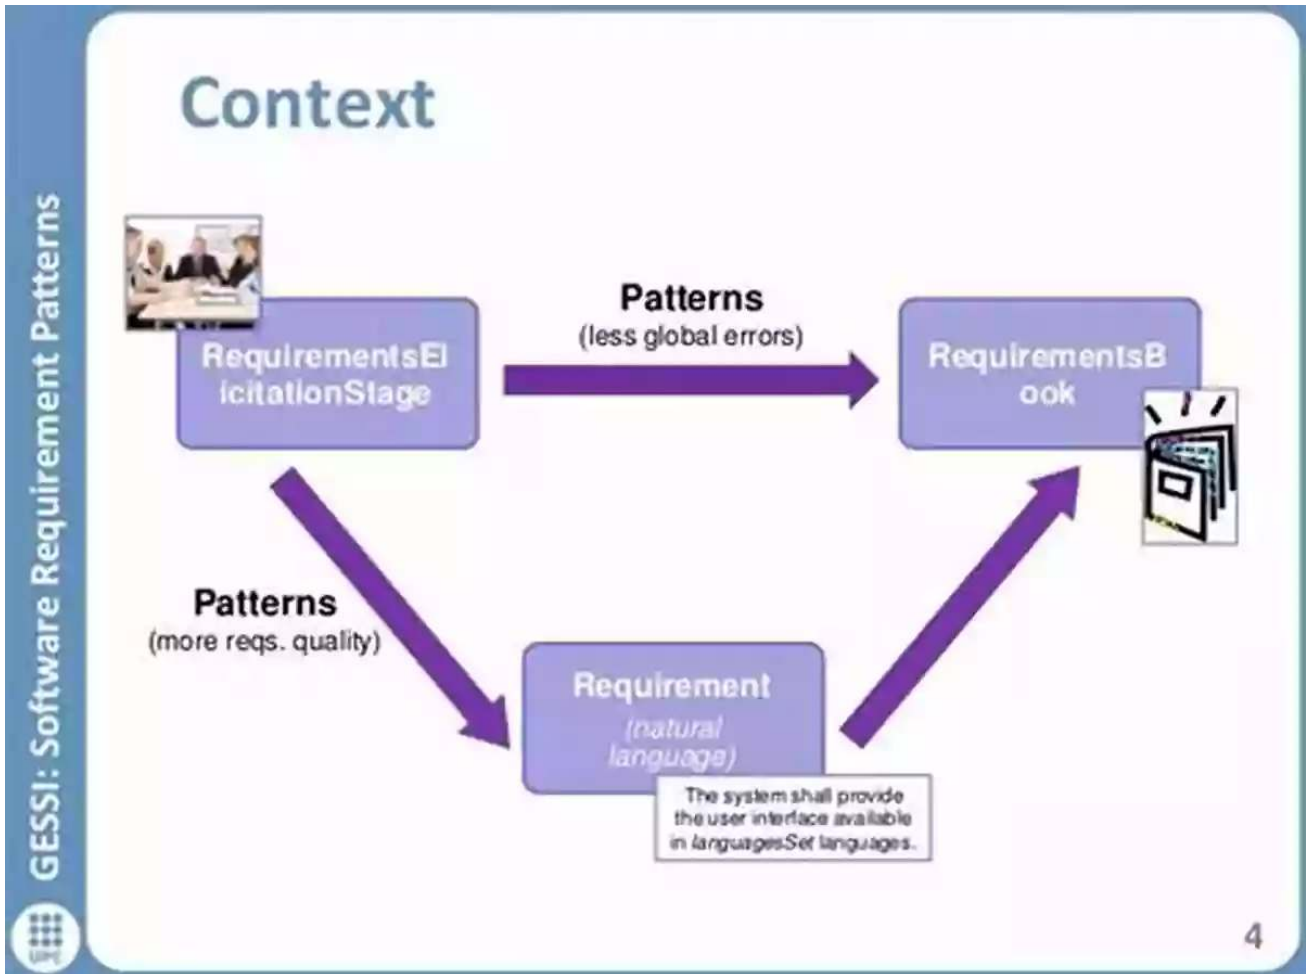 Context
GESSI: Software Requirement Patterns
Patterns
(less global errors)
RequirementsEl
icitationStage
RequirementsB
ook
Patterns
(more reqs. quality)
Requirement
(natural
language)
The system shall provide
the user interface available
in languagesSet languages.
4